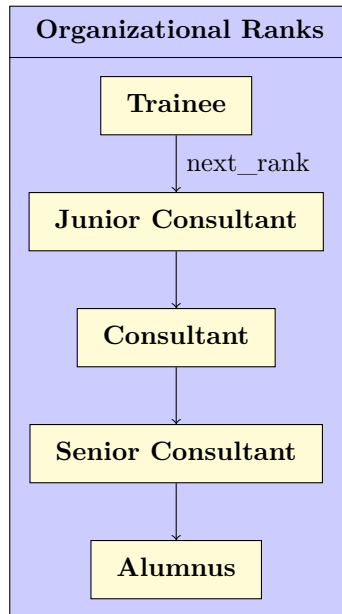 Organizational Ranks
Trainee
next_rank
Junior Consultant
Consultant
Senior Consultant
Alumnus